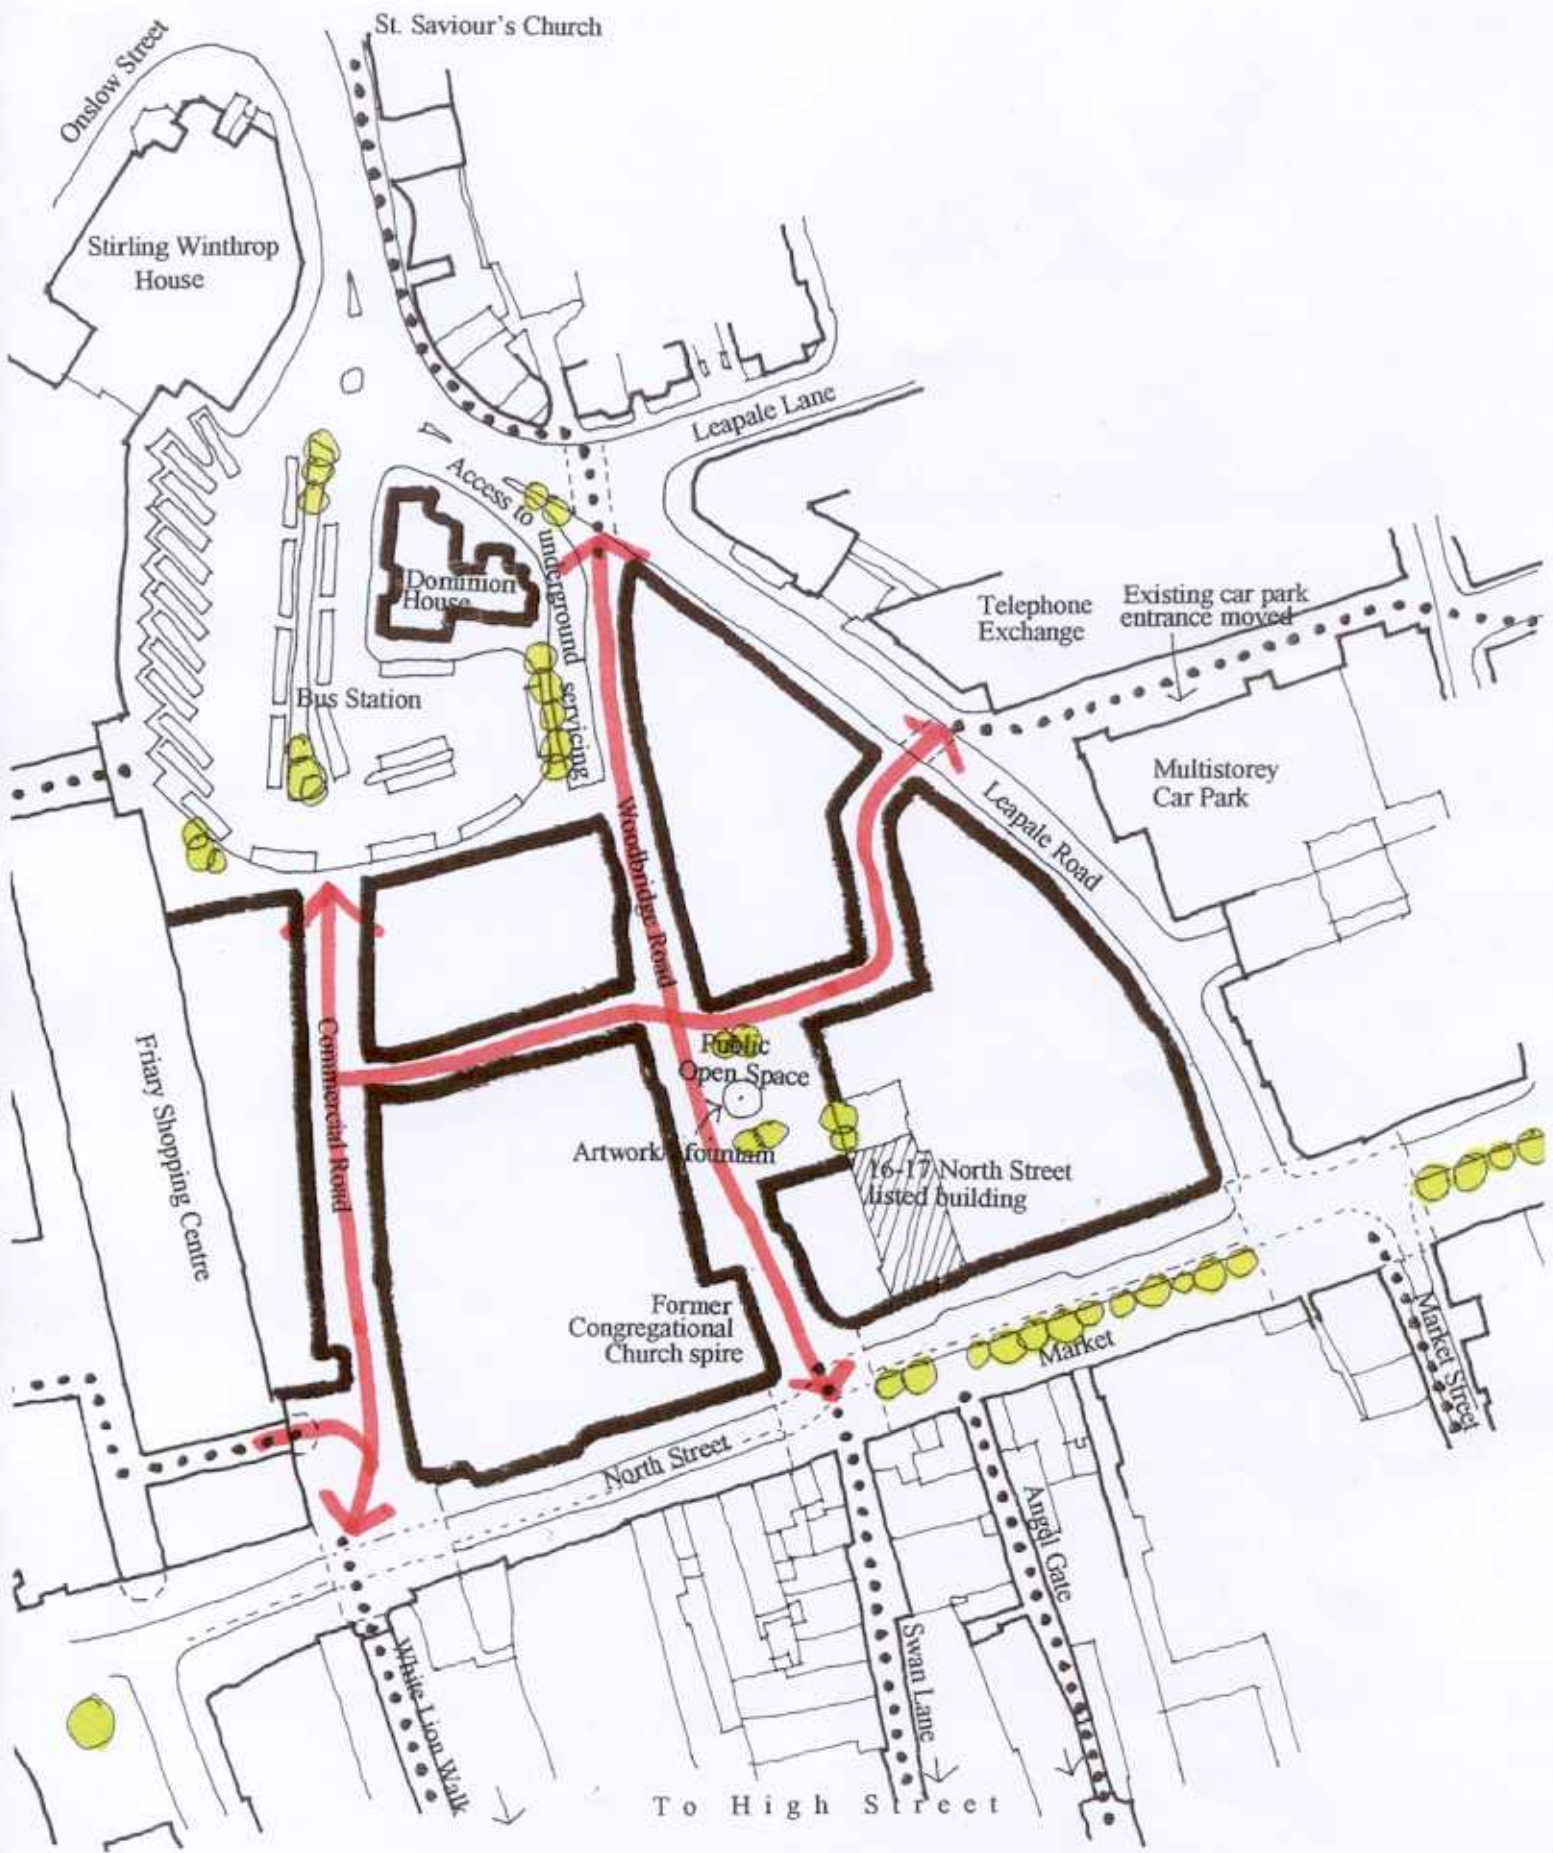 St. Saviour's Church
Onslow Street
Stirling Winthrop
House
Leapale Lane
Access to underground servicing
Dominion
House
Telephone
Exchange
Existing car park
entrance moved
Bus Station
Multistorey
Car Park
Leapale Road
Woodbridge Road
Commercial Road
Friary Shopping Centre
Public
Open Space
Artwork / fountain
16-17 North Street
listed building
Former
Congregational
Church spire
Market
Market Street
North Street
Angel Gate
Swan Lane
White Lion Walk
To High Street